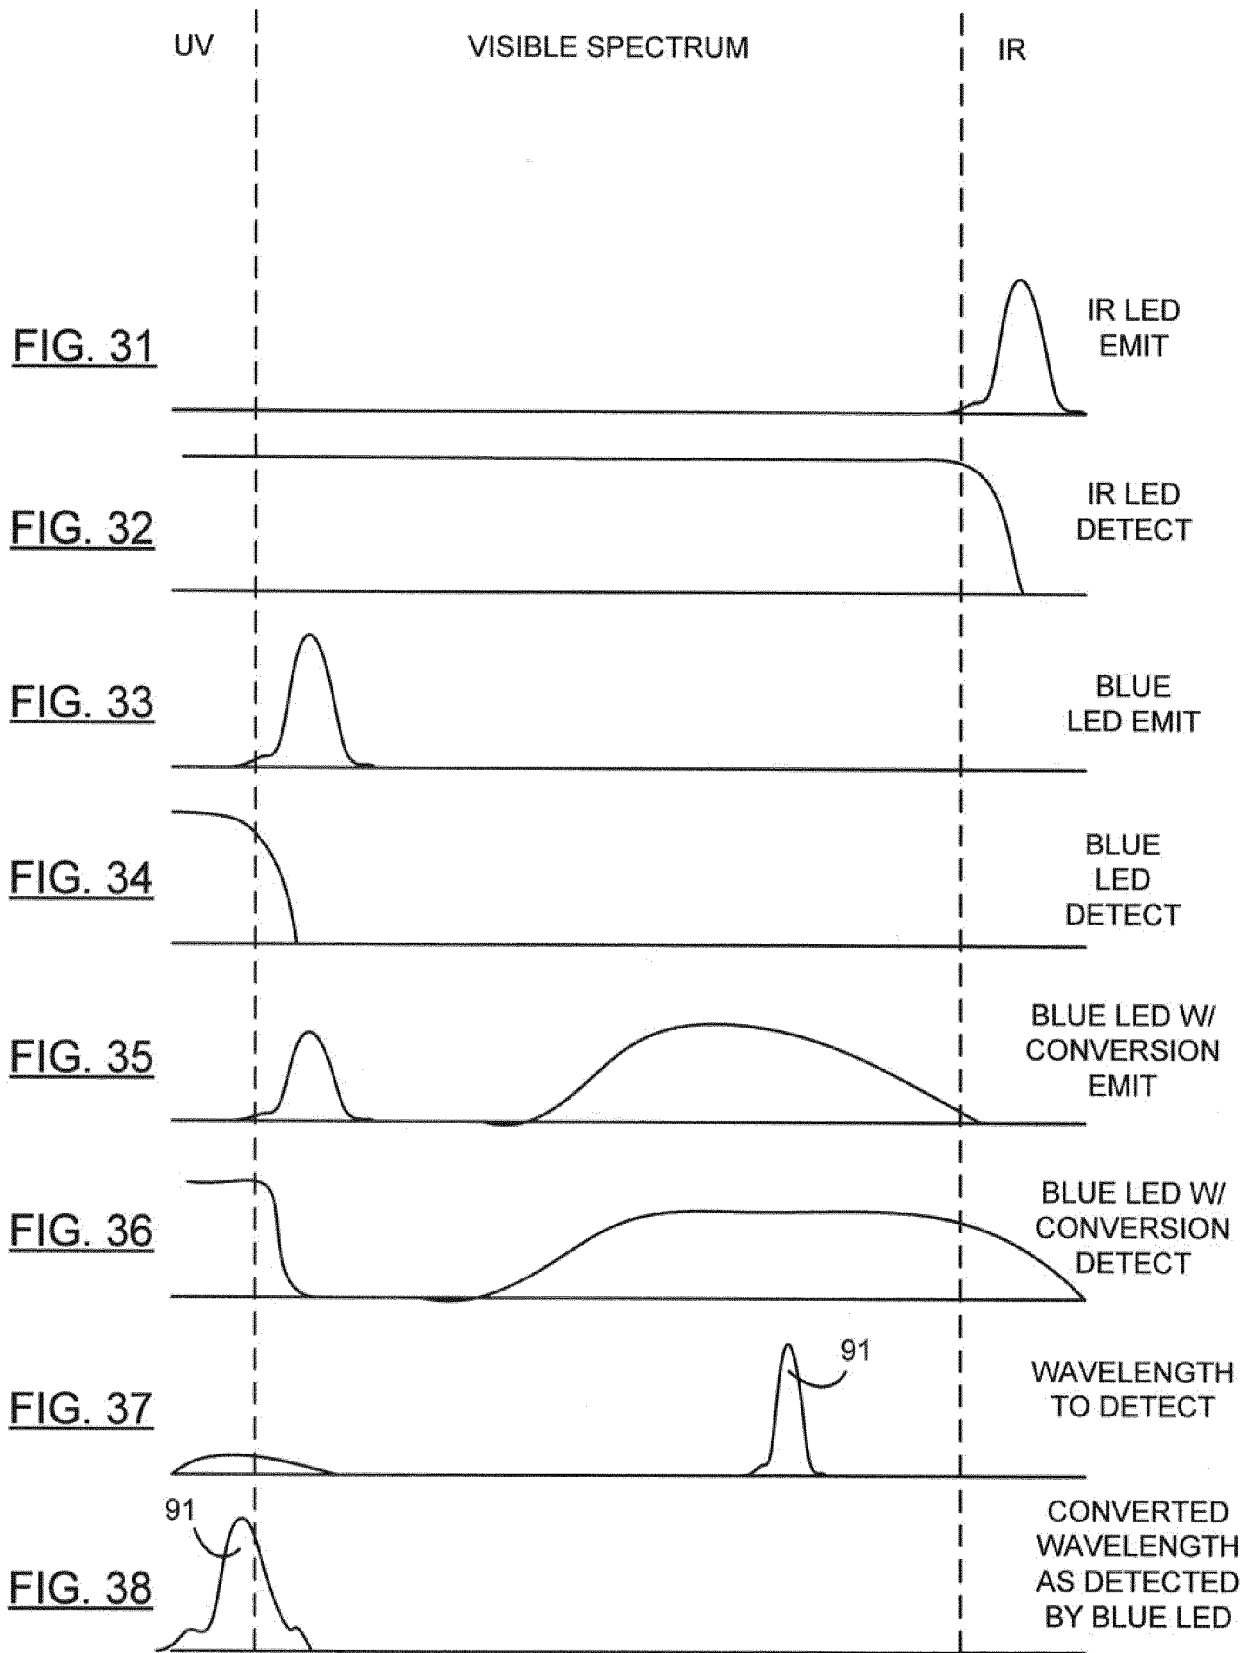 UV VISIBLE SPECTRUM IR
FIG. 31
IR LED
EMIT
FIG. 32
IR LED
DETECT
FIG. 33
BLUE
LED EMIT
FIG. 34
BLUE
LED
DETECT
FIG. 35
BLUE LED W/
CONVERSION
EMIT
FIG. 36
BLUE LED W/
CONVERSION
DETECT
FIG. 37
91
WAVELENGTH
TO DETECT
FIG. 38
91
CONVERTED
WAVELENGTH
AS DETECTED
BY BLUE LED